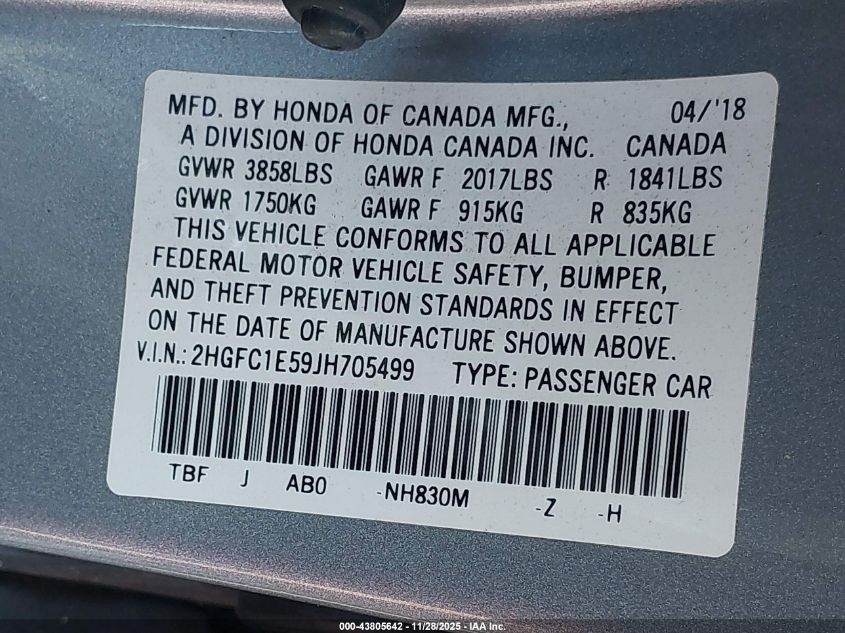 MFD. BY HONDA OF CANADA MFG., 04/'18
A DIVISION OF HONDA CANADA INC. CANADA
GVWR 3858LBS GAWR F 2017LBS R 1841LBS
GVWR 1750KG GAWR F 915KG R 835KG
THIS VEHICLE CONFORMS TO ALL APPLICABLE
FEDERAL MOTOR VEHICLE SAFETY, BUMPER,
AND THEFT PREVENTION STANDARDS IN EFFECT
ON THE DATE OF MANUFACTURE SHOWN ABOVE.
V.I.N.: 2HGFC1E59JH705499 TYPE: PASSENGER CAR
TBF J AB0 -NH830M -Z -H
000-43805642 - 11/28/2025 - IAA Inc.